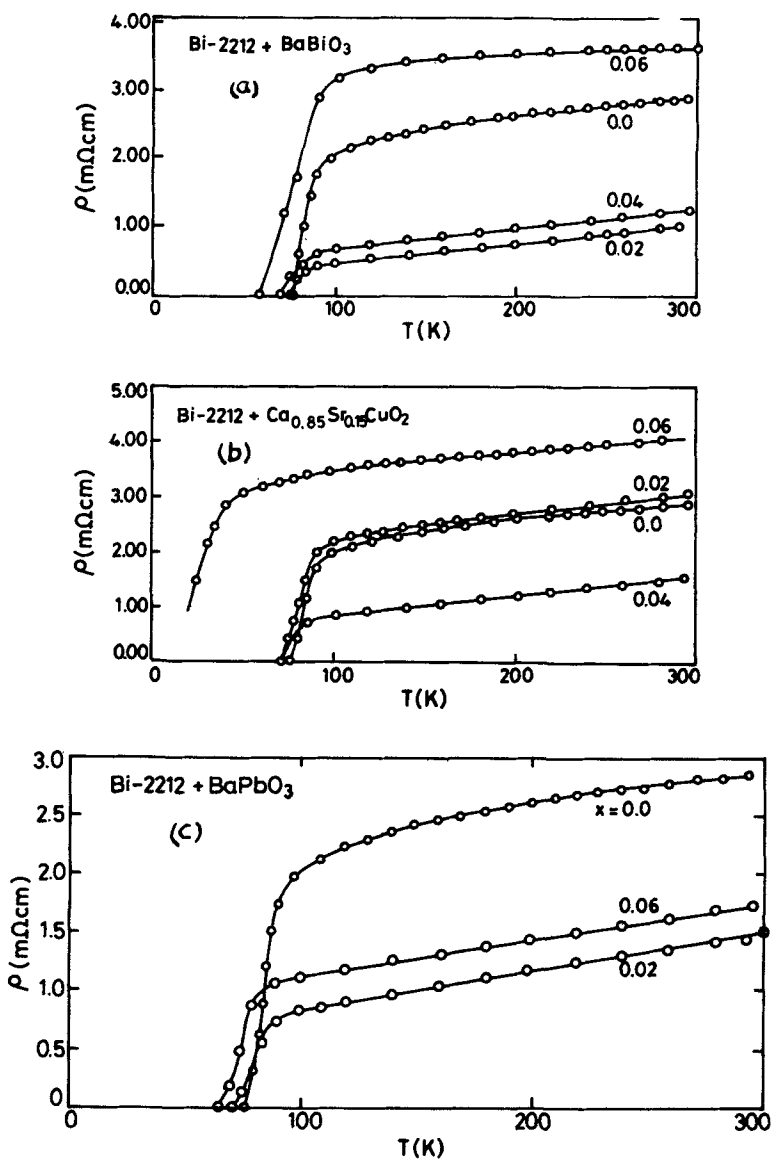 4.00
Bi-2212 + BaBiO3
(a)
0.06
3.00
0.0
2.00
ρ(mΩcm)
0.04
1.00
0.02
0.00
0 100 200 300
T(K)
5.00
Bi-2212 + Ca0.85Sr0.15CuO2
(b)
0.06
4.00
0.02
3.00
0.0
2.00
ρ(mΩcm)
0.04
1.00
0.00
0 100 200 300
T(K)
3.0
Bi-2212 + BaPbO3
(c)
x = 0.0
2.5
2.0
0.06
1.5
ρ (mΩcm)
0.02
1.0
0.5
0
0 100 200 300
T(K)